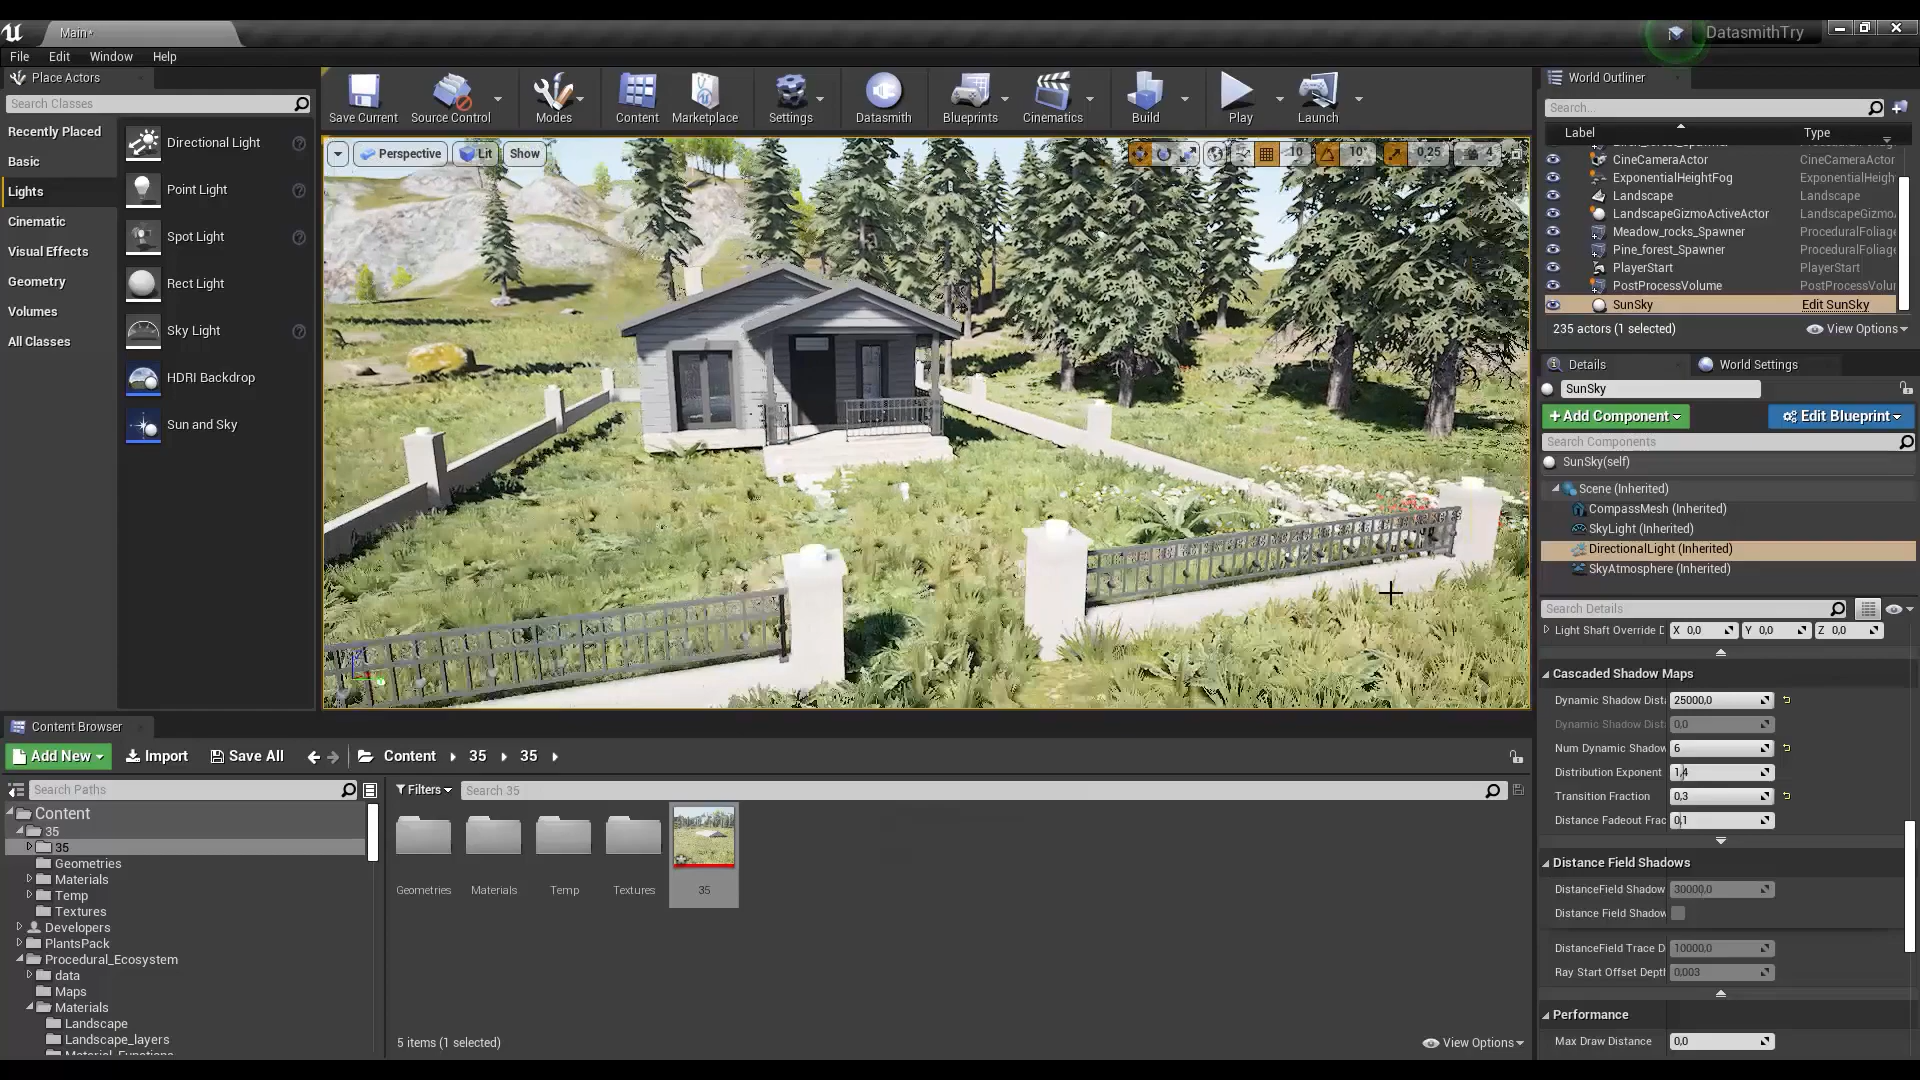 Main*
DatasmithTry
File Edit Window Help
Place Actors
Search Classes
Recently Placed
Basic
Lights
Cinematic
Visual Effects
Geometry
Volumes
All Classes
Directional Light
Point Light
Spot Light
Rect Light
Sky Light
HDRI Backdrop
Sun and Sky
Save Current Source Control Modes Content Marketplace Settings Datasmith Blueprints Cinematics Build Play Launch
Perspective Lit Show
10 10° 0,25 4
World Outliner
Search...
Label Type
CineCameraActor CineCameraActor
ExponentialHeightFog ExponentialHeigh
Landscape Landscape
LandscapeGizmoActiveActor LandscapeGizmo
Meadow_rocks_Spawner ProceduralFoliage
Pine_forest_Spawner ProceduralFoliage
PlayerStart PlayerStart
PostProcessVolume PostProcessVolu
SunSky Edit SunSky
235 actors (1 selected) View Options
Details World Settings
SunSky
+Add Component Edit Blueprint
Search Components
SunSky(self)
Scene (Inherited)
CompassMesh (Inherited)
SkyLight (Inherited)
DirectionalLight (Inherited)
SkyAtmosphere (Inherited)
Search Details
Light Shaft Override D X 0,0 Y 0,0 Z 0,0
Cascaded Shadow Maps
Dynamic Shadow Dist 25000,0
Dynamic Shadow Dist 0,0
Num Dynamic Shadow 6
Distribution Exponent 1,4
Transition Fraction 0,3
Distance Fadeout Frac 0,1
Distance Field Shadows
DistanceField Shadow 30000,0
Distance Field Shadow
DistanceField Trace D 10000,0
Ray Start Offset Dept 0,003
Performance
Max Draw Distance 0,0
Content Browser
Add New Import Save All Content 35 35
Search Paths
Filters Search 35
Content
35
35
Geometries
Materials
Temp
Textures
Developers
PlantsPack
Procedural_Ecosystem
data
Maps
Materials
Landscape
Landscape_layers
Geometries Materials Temp Textures 35
5 items (1 selected) View Options